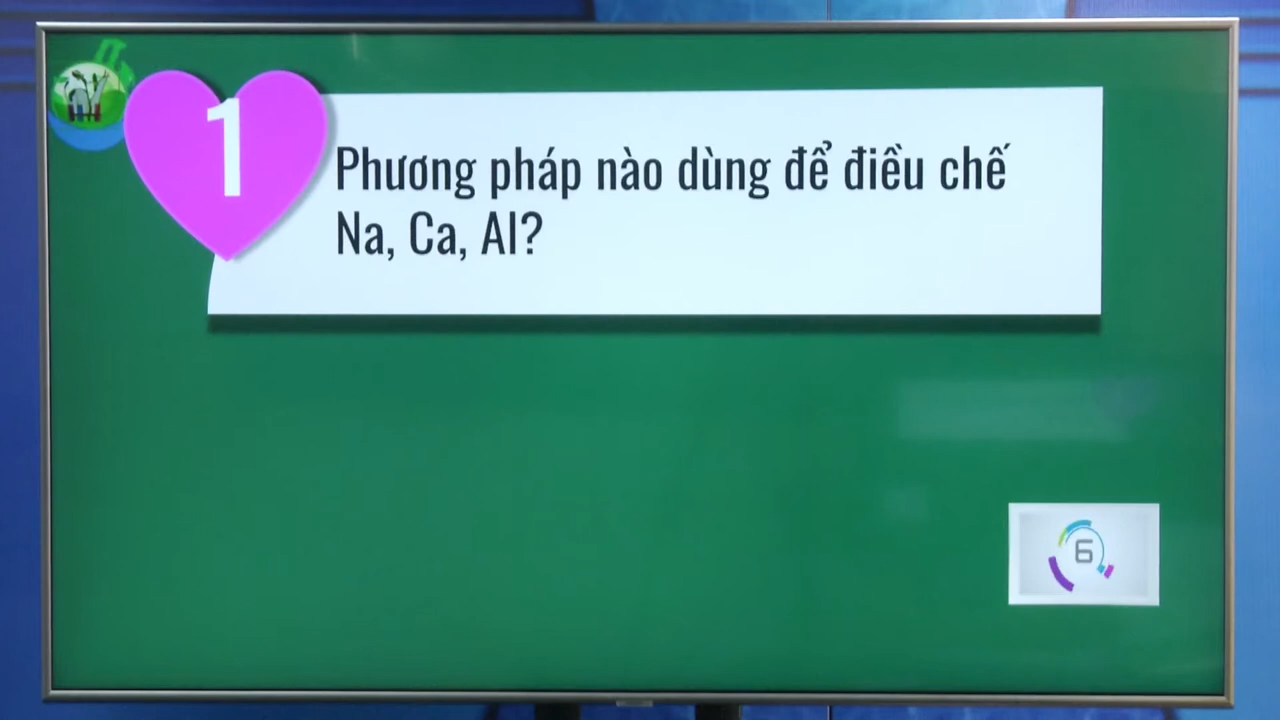 1
Phương pháp nào dùng để điều chế
Na, Ca, Al?
6